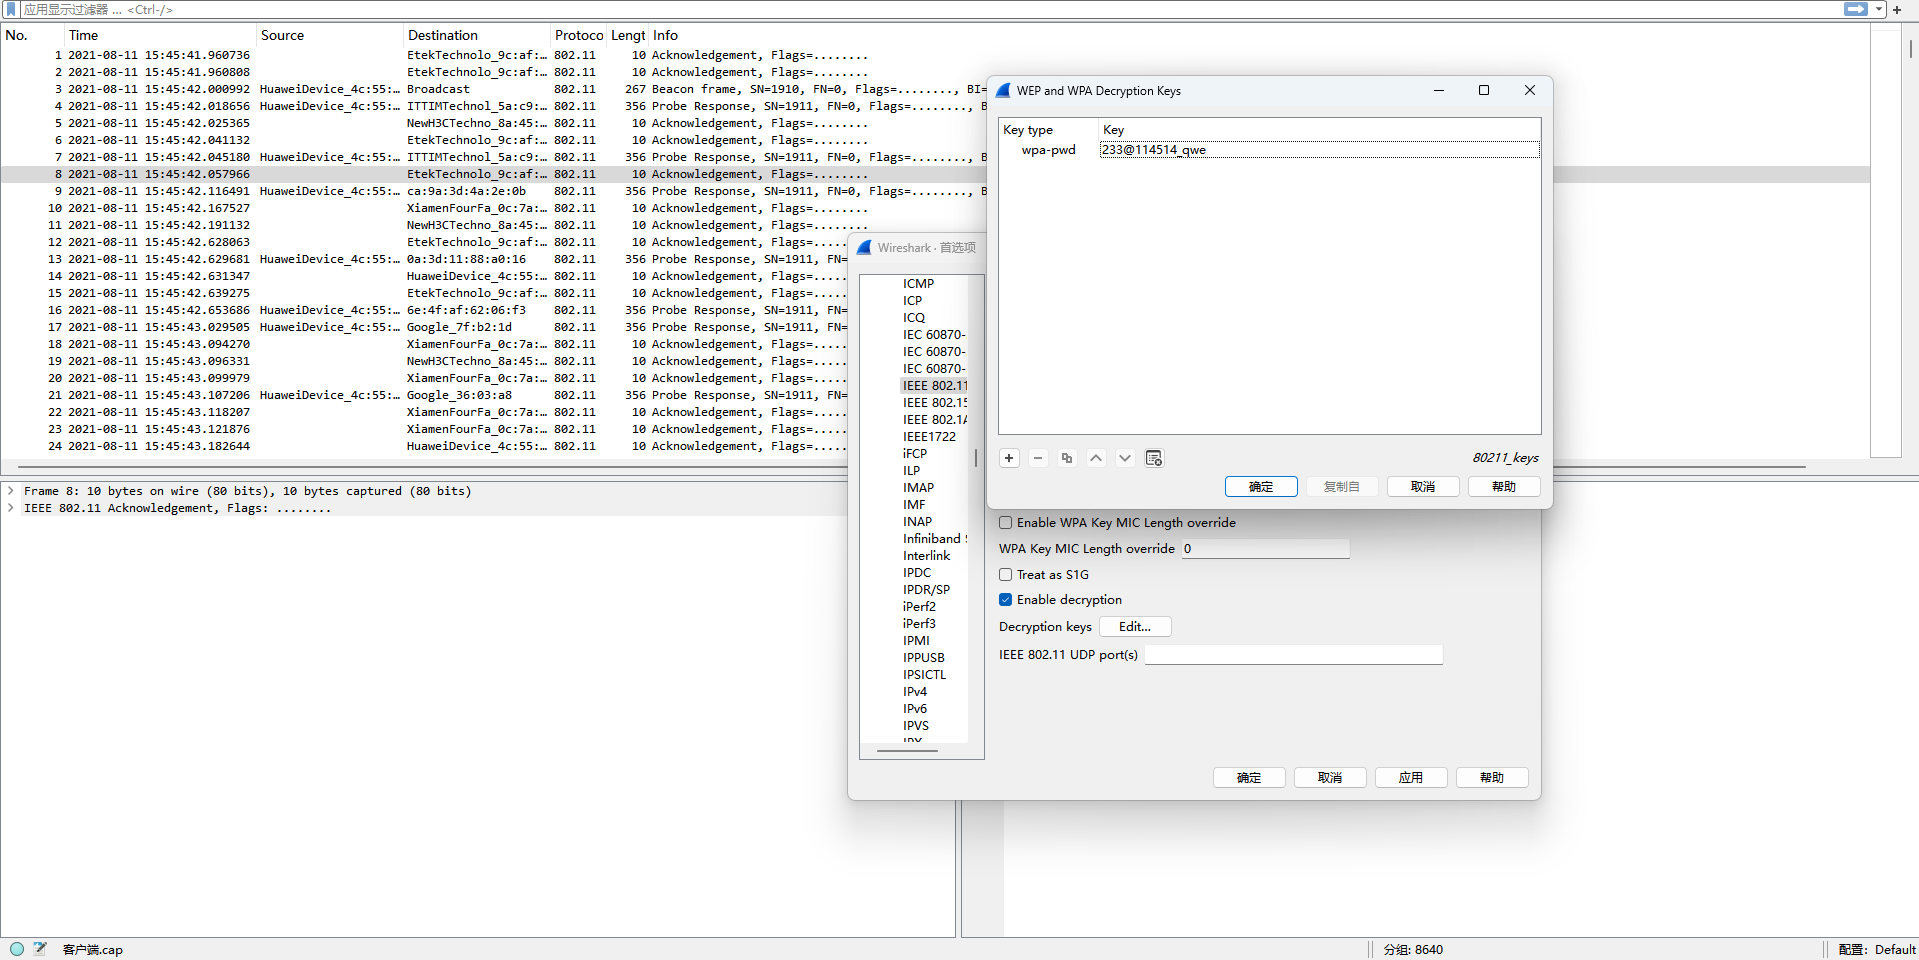 应用显示过滤器 … <Ctrl-/>
No. Time Source Destination Protoco Lengt Info
1 2021-08-11 15:45:41.960736 EtekTechnolo_9c:af:… 802.11 10 Acknowledgement, Flags=........
2 2021-08-11 15:45:41.960808 EtekTechnolo_9c:af:… 802.11 10 Acknowledgement, Flags=........
3 2021-08-11 15:45:42.000992 HuaweiDevice_4c:55:… Broadcast 802.11 267 Beacon frame, SN=1910, FN=0, Flags=........, BI=
4 2021-08-11 15:45:42.018656 HuaweiDevice_4c:55:… ITTIMTechnol_5a:c9:… 802.11 356 Probe Response, SN=1911, FN=0, Flags=........, B
5 2021-08-11 15:45:42.025365 NewH3CTechno_8a:45:… 802.11 10 Acknowledgement, Flags=........
6 2021-08-11 15:45:42.041132 EtekTechnolo_9c:af:… 802.11 10 Acknowledgement, Flags=........
7 2021-08-11 15:45:42.045180 HuaweiDevice_4c:55:… ITTIMTechnol_5a:c9:… 802.11 356 Probe Response, SN=1911, FN=0, Flags=........, B
8 2021-08-11 15:45:42.057966 EtekTechnolo_9c:af:… 802.11 10 Acknowledgement, Flags=........
9 2021-08-11 15:45:42.116491 HuaweiDevice_4c:55:… ca:9a:3d:4a:2e:0b 802.11 356 Probe Response, SN=1911, FN=0, Flags=........, B
10 2021-08-11 15:45:42.167527 XiamenFourFa_0c:7a:… 802.11 10 Acknowledgement, Flags=........
11 2021-08-11 15:45:42.191132 NewH3CTechno_8a:45:… 802.11 10 Acknowledgement, Flags=........
12 2021-08-11 15:45:42.628063 EtekTechnolo_9c:af:… 802.11 10 Acknowledgement, Flags=.....
13 2021-08-11 15:45:42.629681 HuaweiDevice_4c:55:… 0a:3d:11:88:a0:16 802.11 356 Probe Response, SN=1911, FN=
14 2021-08-11 15:45:42.631347 HuaweiDevice_4c:55:… 802.11 10 Acknowledgement, Flags=.....
15 2021-08-11 15:45:42.639275 EtekTechnolo_9c:af:… 802.11 10 Acknowledgement, Flags=.....
16 2021-08-11 15:45:42.653686 HuaweiDevice_4c:55:… 6e:4f:af:62:06:f3 802.11 356 Probe Response, SN=1911, FN=
17 2021-08-11 15:45:43.029505 HuaweiDevice_4c:55:… Google_7f:b2:1d 802.11 356 Probe Response, SN=1911, FN=
18 2021-08-11 15:45:43.094270 XiamenFourFa_0c:7a:… 802.11 10 Acknowledgement, Flags=.....
19 2021-08-11 15:45:43.096331 NewH3CTechno_8a:45:… 802.11 10 Acknowledgement, Flags=.....
20 2021-08-11 15:45:43.099979 XiamenFourFa_0c:7a:… 802.11 10 Acknowledgement, Flags=.....
21 2021-08-11 15:45:43.107206 HuaweiDevice_4c:55:… Google_36:03:a8 802.11 356 Probe Response, SN=1911, FN=
22 2021-08-11 15:45:43.118207 XiamenFourFa_0c:7a:… 802.11 10 Acknowledgement, Flags=.....
23 2021-08-11 15:45:43.121876 XiamenFourFa_0c:7a:… 802.11 10 Acknowledgement, Flags=.....
24 2021-08-11 15:45:43.182644 HuaweiDevice_4c:55:… 802.11 10 Acknowledgement, Flags=.....
Frame 8: 10 bytes on wire (80 bits), 10 bytes captured (80 bits)
IEEE 802.11 Acknowledgement, Flags: ........
WEP and WPA Decryption Keys
Key type Key
wpa-pwd 233@114514_qwe
80211_keys
确定 复制自 取消 帮助
Wireshark · 首选项
ICMP
ICP
ICQ
IEC 60870-
IEC 60870-
IEC 60870-
IEEE 802.11
IEEE 802.15
IEEE 802.1A
IEEE1722
iFCP
ILP
IMAP
IMF
INAP
Infiniband
Interlink
IPDC
IPDR/SP
iPerf2
iPerf3
IPMI
IPPUSB
IPSICTL
IPv4
IPv6
IPVS
IPX
Enable WPA Key MIC Length override
WPA Key MIC Length override 0
Treat as S1G
Enable decryption
Decryption keys Edit...
IEEE 802.11 UDP port(s)
确定 取消 应用 帮助
客户端.cap 分组: 8640 配置: Default